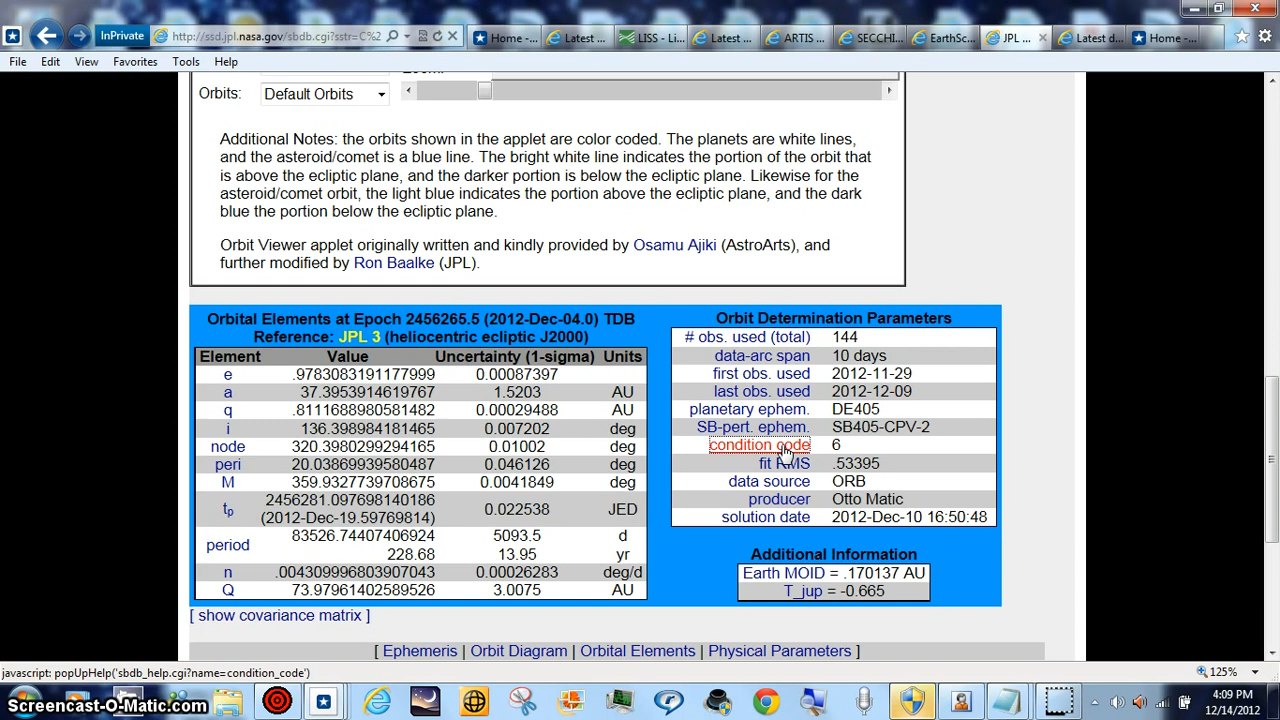 InPrivate
http://ssd.jpl.nasa.gov/sbdb.cgi?sstr=C%2
Home -...
Latest ...
LISS - Li...
Latest ...
ARTIS ...
SECCHI...
EarthSc...
JPL ...
Latest d...
Home -...
File Edit View Favorites Tools Help
Orbits: Default Orbits
Additional Notes: the orbits shown in the applet are color coded. The planets are white lines,
and the asteroid/comet is a blue line. The bright white line indicates the portion of the orbit that
is above the ecliptic plane, and the darker portion is below the ecliptic plane. Likewise for the
asteroid/comet orbit, the light blue indicates the portion above the ecliptic plane, and the dark
blue the portion below the ecliptic plane.
Orbit Viewer applet originally written and kindly provided by Osamu Ajiki (AstroArts), and
further modified by Ron Baalke (JPL).
Orbital Elements at Epoch 2456265.5 (2012-Dec-04.0) TDB
Reference: JPL 3 (heliocentric ecliptic J2000)
Element Value Uncertainty (1-sigma) Units
e .9783083191177999 0.00087397
a 37.3953914619767 1.5203 AU
q .8111688980581482 0.00029488 AU
i 136.398984181465 0.007202 deg
node 320.3980299294165 0.01002 deg
peri 20.03869939580487 0.046126 deg
M 359.9327739708675 0.0041849 deg
tp 2456281.097698140186 0.022538 JED
(2012-Dec-19.59769814)
period 83526.74407406924 5093.5 d
228.68 13.95 yr
n .004309996803907043 0.00026283 deg/d
Q 73.97961402589526 3.0075 AU
[ show covariance matrix ]
Orbit Determination Parameters
# obs. used (total) 144
data-arc span 10 days
first obs. used 2012-11-29
last obs. used 2012-12-09
planetary ephem. DE405
SB-pert. ephem. SB405-CPV-2
condition code 6
fit RMS .53395
data source ORB
producer Otto Matic
solution date 2012-Dec-10 16:50:48
Additional Information
Earth MOID = .170137 AU
T_jup = -0.665
[ Ephemeris | Orbit Diagram | Orbital Elements | Physical Parameters ]
javascript: popUpHelp('sbdb_help.cgi?name=condition_code')
125%
Screencast-O-Matic.com
4:09 PM
12/14/2012